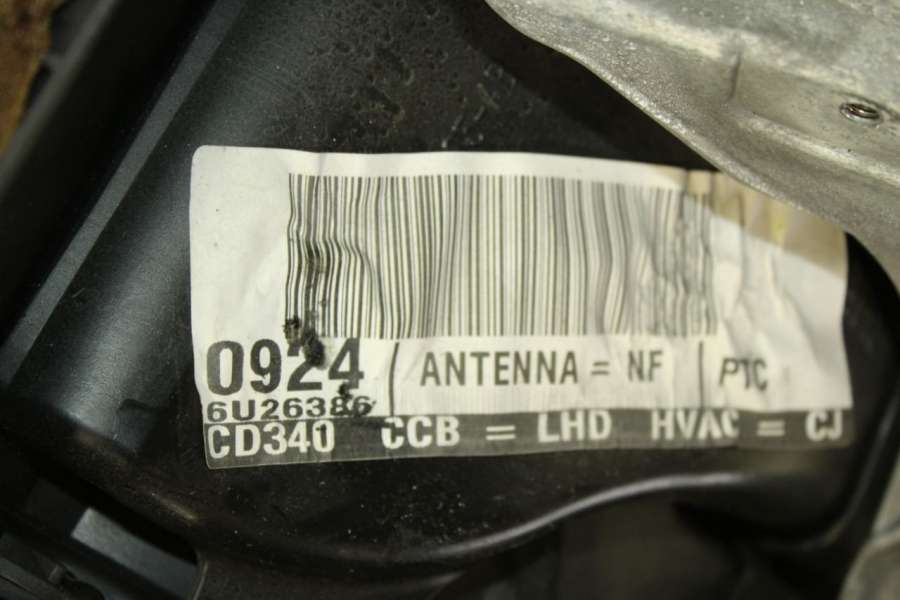 0924 | ANTENNA = NF | PTC
6U26386
CD340 CCB = LHD HVAC = CJ